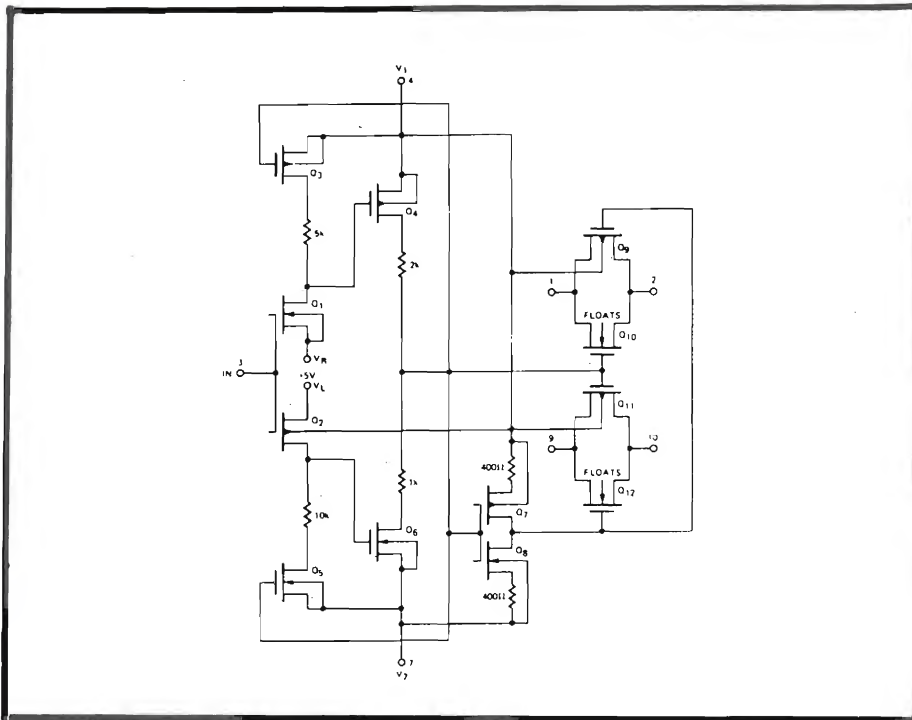 V1
4
Q3
Q4
5k
2k
Q9
1
2
FLOATS
Q1
Q10
VR
3
IN
+5V
VL
Q2
Q11
9
10
400Ω
FLOATS
Q12
1k
Q7
10k
Q6
Q8
Q5
400Ω
7
V2